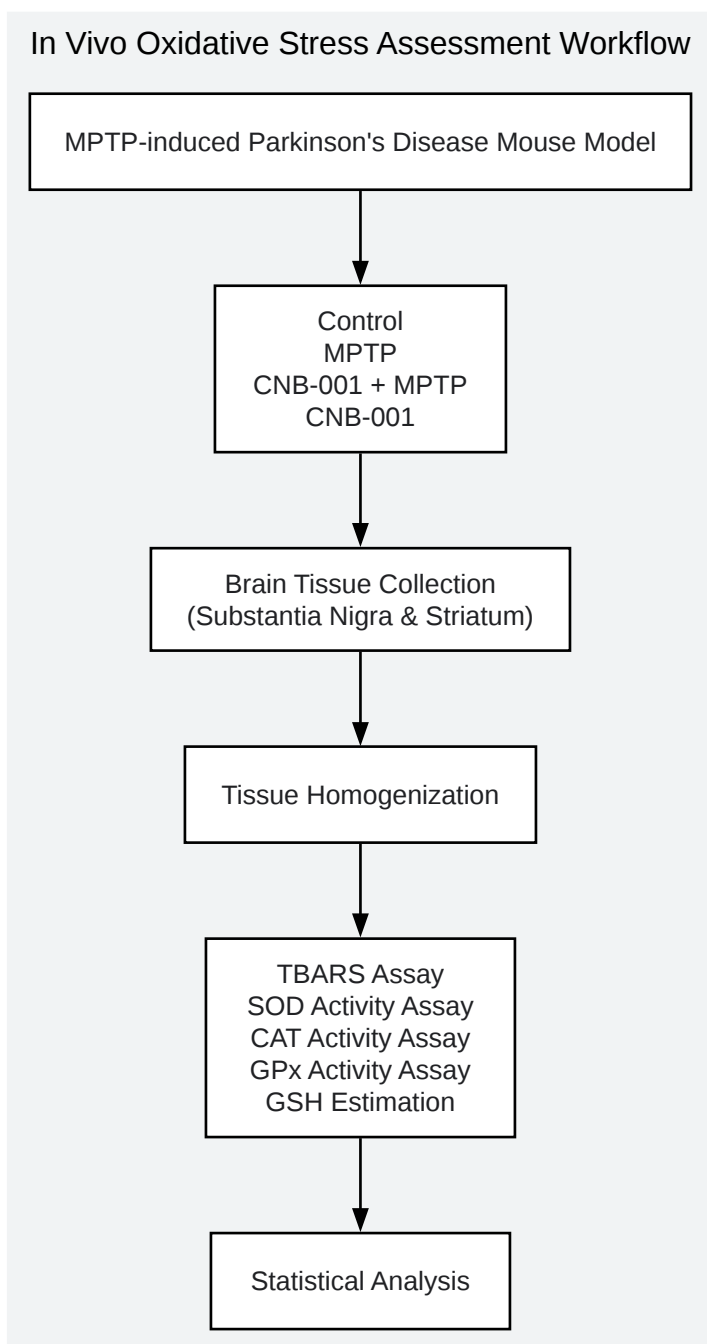 In Vivo Oxidative Stress Assessment Workflow
MPTP-induced Parkinson's Disease Mouse Model
Control
MPTP
CNB-001 + MPTP
CNB-001
Brain Tissue Collection
(Substantia Nigra & Striatum)
Tissue Homogenization
TBARS Assay
SOD Activity Assay
CAT Activity Assay
GPx Activity Assay
GSH Estimation
Statistical Analysis